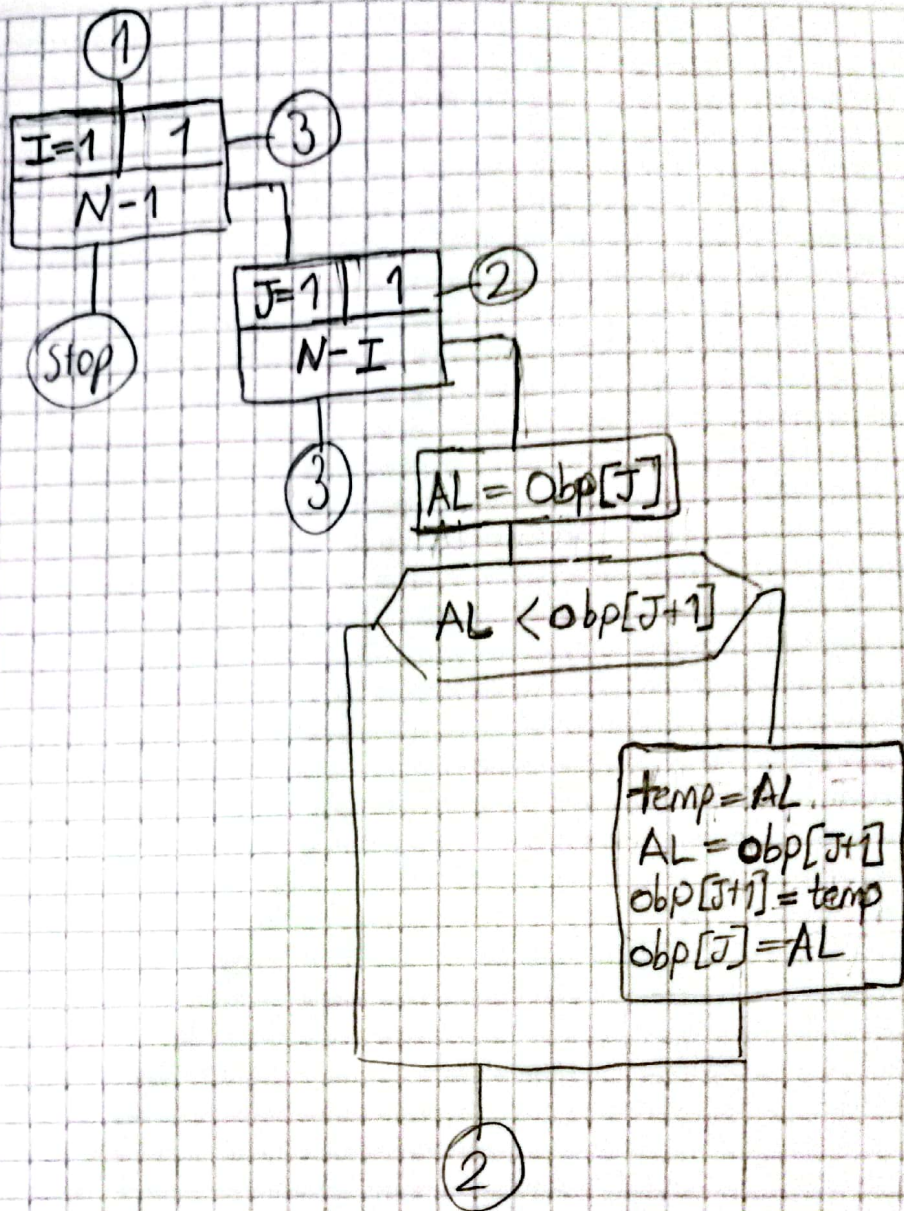 1
I=1 1
3
N-1
Stop
J=1 1
2
N-I
3
AL = Obp[J]
AL < obp[J+1]
temp=AL.
AL = obp[J+1]
obp[J+1] = temp
obp[J] = AL
2